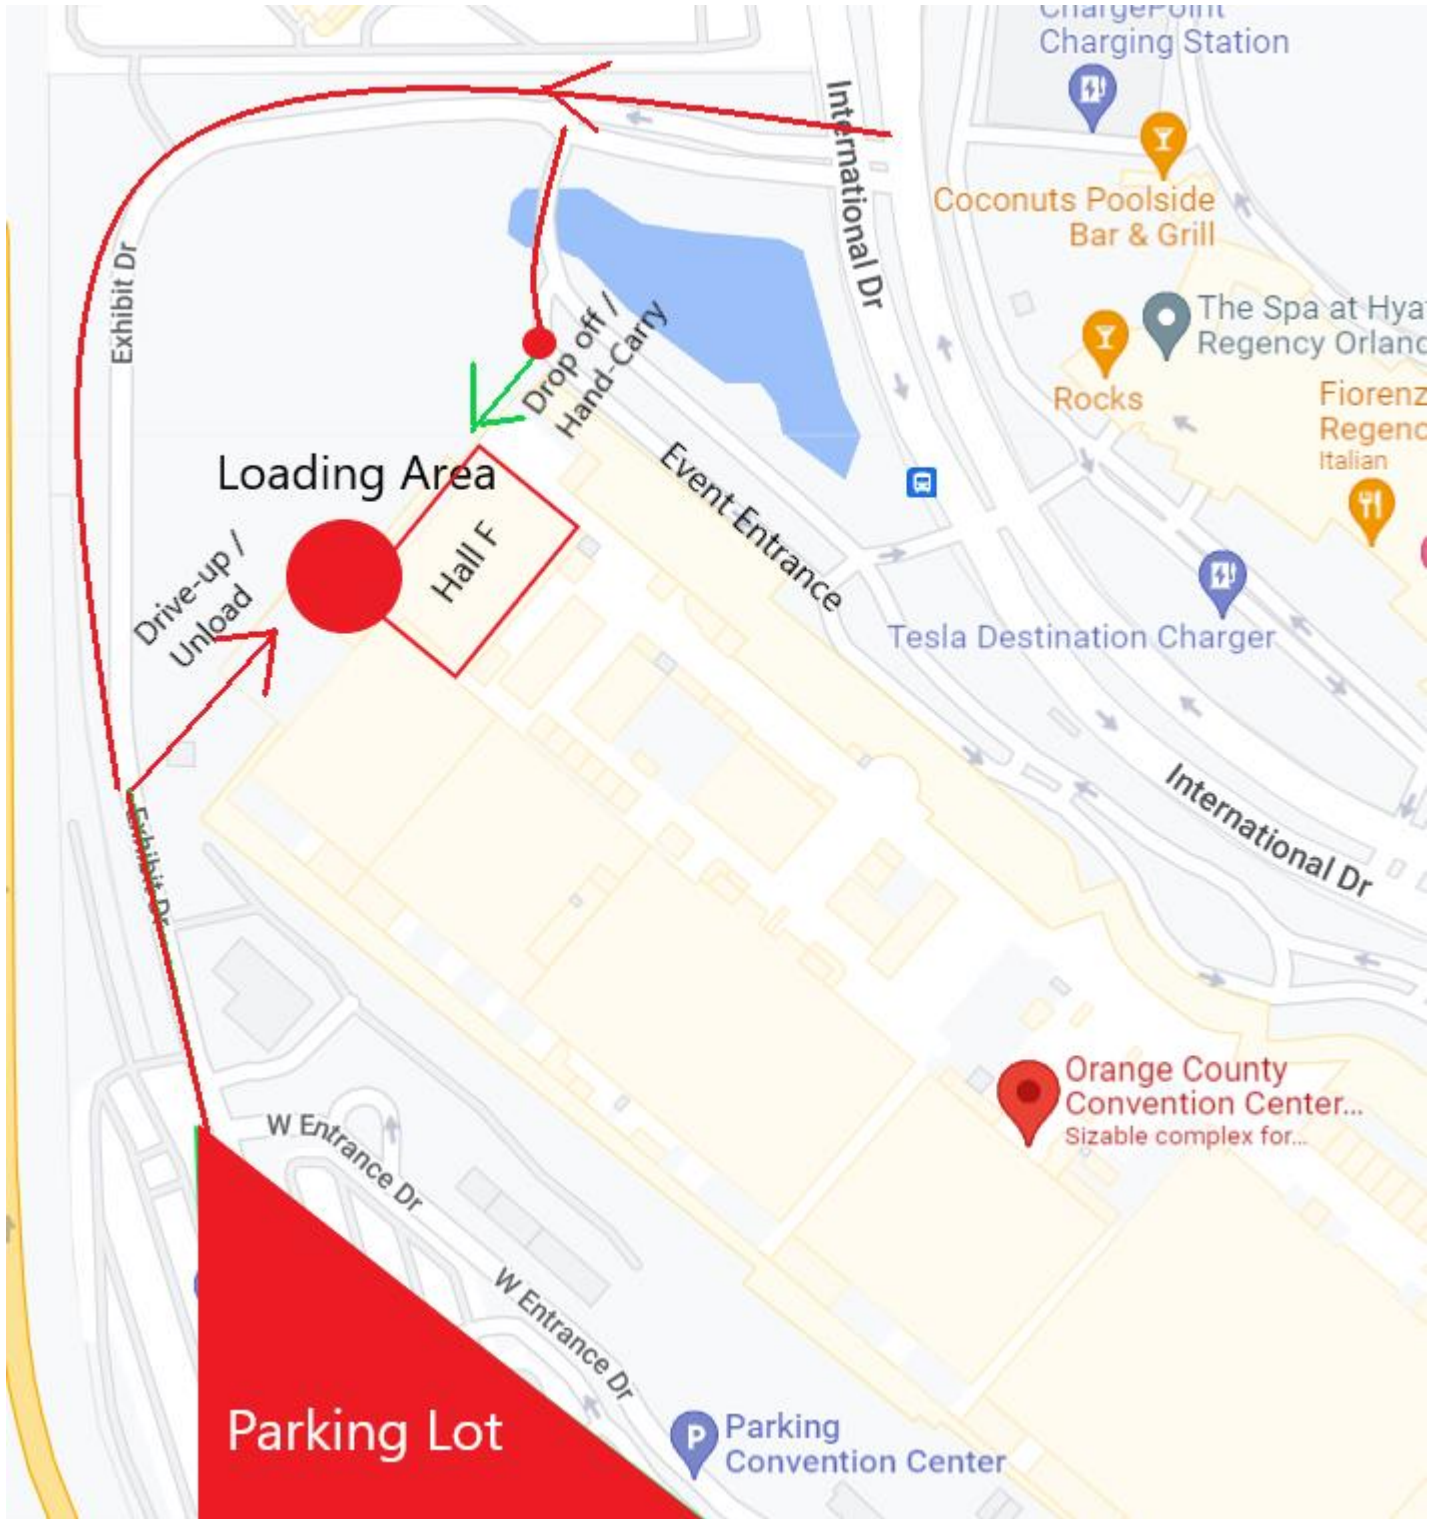 ChargePoint
Charging Station
International Dr
Coconuts Poolside
Bar & Grill
Exhibit Dr
The Spa at Hya
Regency Orland
Drop off /
Hand-Carry
Rocks
Fiorenz
Regenc
Italian
Loading Area
Event Entrance
Hall F
Drive-up /
Unload
Tesla Destination Charger
International Dr
Exhibit Dr
Orange County
Convention Center...
Sizable complex for...
W Entrance Dr
W Entrance Dr
Parking Lot
P
Parking
Convention Center